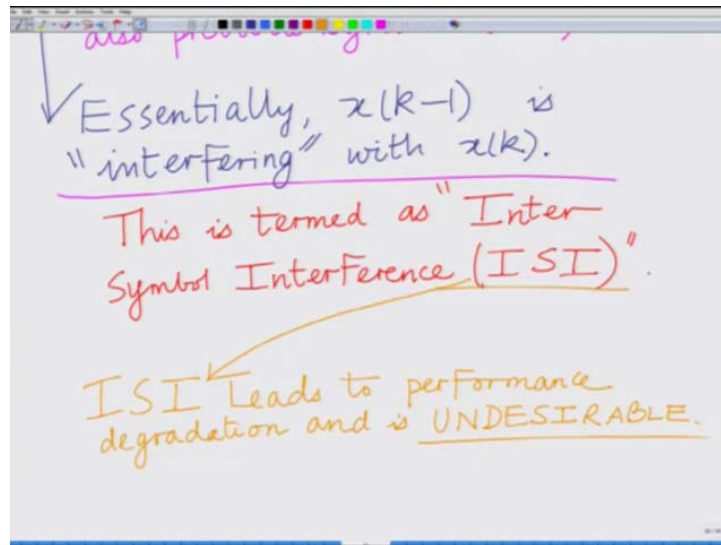 also
Essentially, x(k-1) is
"interfering" with x(k).
This is termed as "Inter
Symbol Interference (ISI)".
ISI Leads to performance
degradation and is UNDESIRABLE.